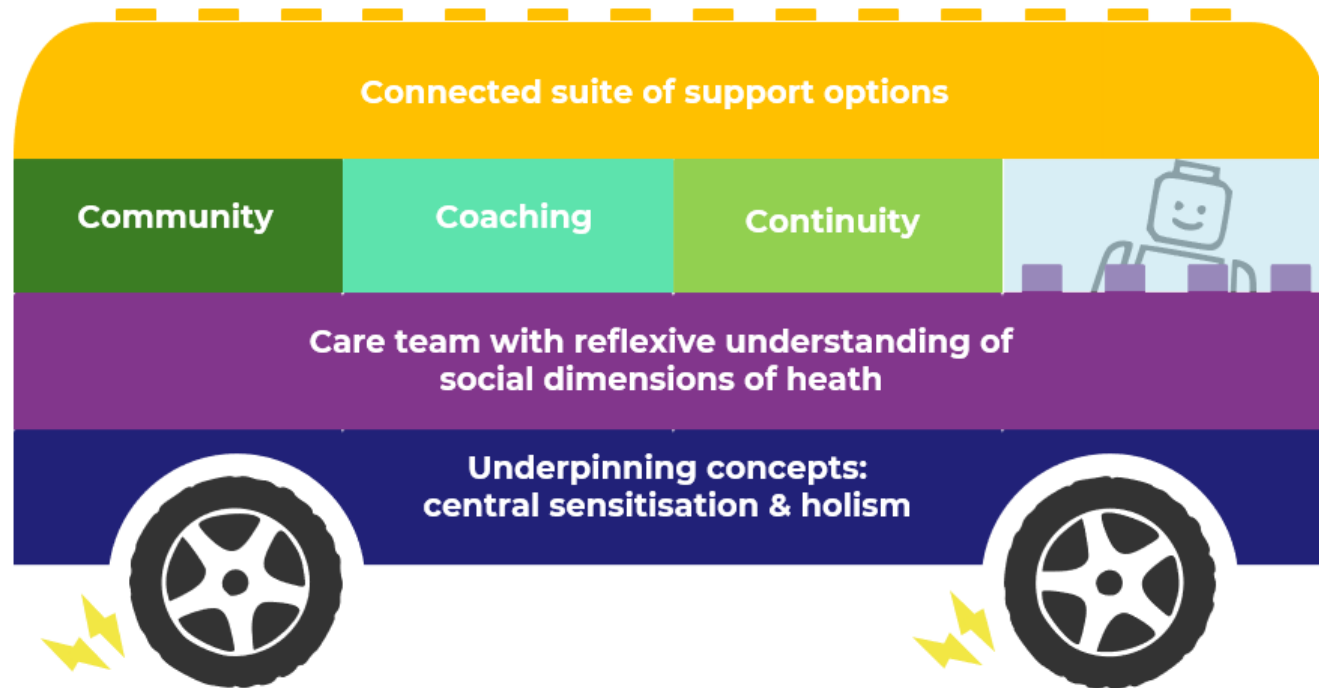 Connected suite of support options
Community
Coaching
Continuity
Care team with reflexive understanding of
social dimensions of heath
Underpinning concepts:
central sensitisation & holism